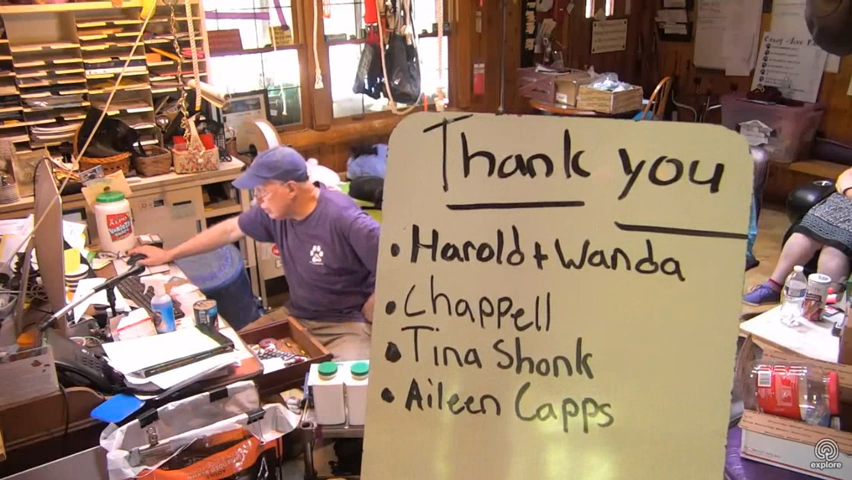 Thank you
• Harold + Wanda
• Chappell
• Tina Shonk
• Aileen Capps
explore